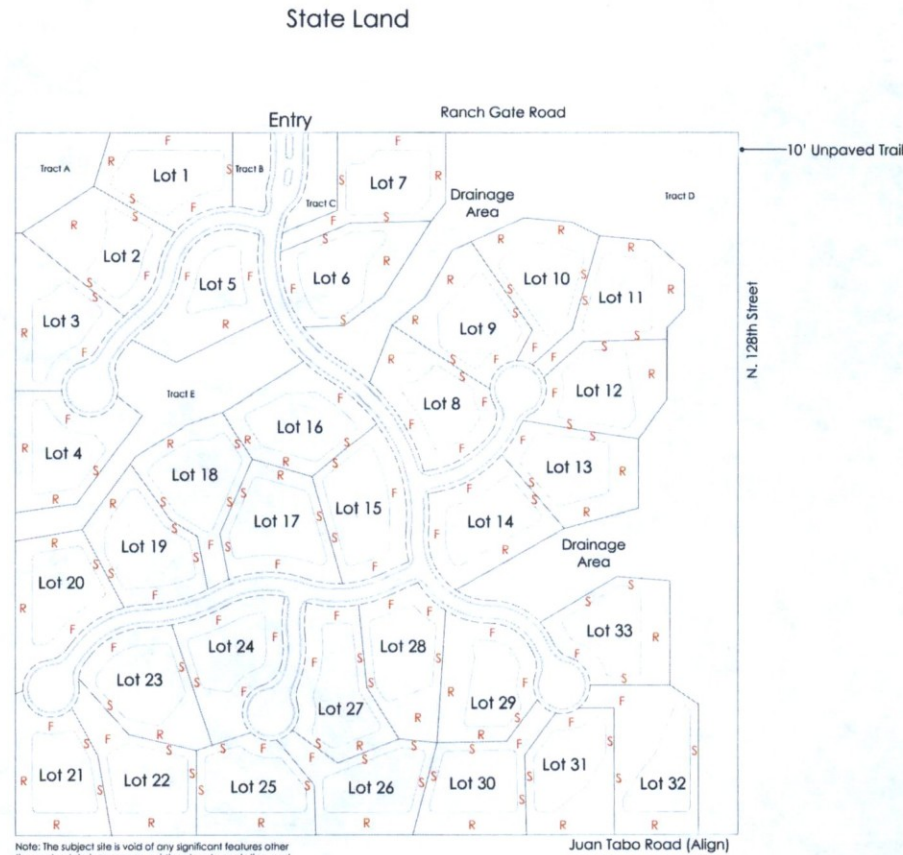 State Land
Ranch Gate Road
Entry
10' Unpaved Trail
Tract A
F
R
Lot 1
S
Tract B
F
S
Tract C
F
S
Lot 7
R
F
Drainage
Area
Tract D
N. 128th Street
R
S
S
Lot 2
F
S
S
F
Lot 5
F
R
S
Lot 6
R
F
S
R
R
Lot 10
S
S
F
R
Lot 11
R
S
S
S
R
Lot 3
F
R
Lot 9
R
S
S
S
F
F
F
Lot 12
R
S
S
R
Lot 8
F
F
S
F
Tract E
R
F
Lot 4
S
R
F
Lot 16
S
R
R
R
S
Lot 18
S
S
S
R
Lot 17
S
S
F
S
Lot 15
F
S
F
F
Lot 13
R
S
S
R
F
Lot 14
R
Drainage
Area
R
Lot 19
S
S
F
F
R
Lot 20
S
R
F
S
S
Lot 33
R
F
S
F
Lot 24
F
S
S
F
Lot 23
S
S
R
F
F
Lot 27
S
R
F
F
Lot 28
S
S
R
F
R
Lot 29
S
R
F
R
Lot 21
S
R
S
Lot 22
S
R
S
F
S
Lot 25
S
R
F
S
Lot 26
S
R
S
F
S
Lot 30
S
R
F
S
Lot 31
S
R
F
S
S
Lot 32
R
Note: The subject site is void of any significant features other
Juan Tabo Road (Align)